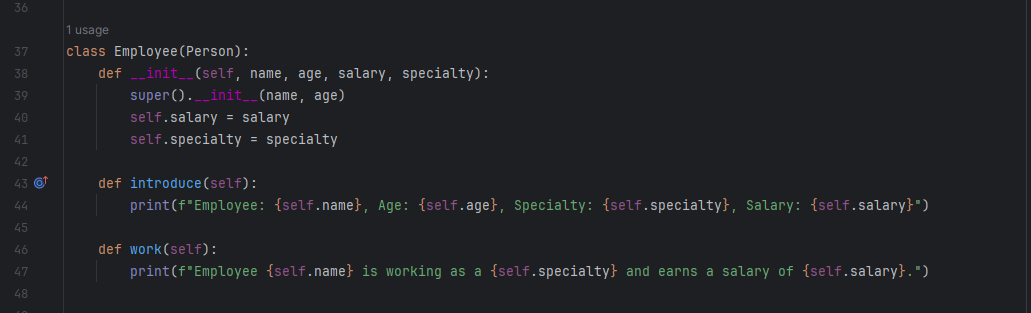 36
1 usage
37 class Employee(Person):
38     def __init__(self, name, age, salary, specialty):
39         super().__init__(name, age)
40         self.salary = salary
41         self.specialty = specialty
42
43     def introduce(self):
44         print(f"Employee: {self.name}, Age: {self.age}, Specialty: {self.specialty}, Salary: {self.salary}")
45
46     def work(self):
47         print(f"Employee {self.name} is working as a {self.specialty} and earns a salary of {self.salary}.")
48